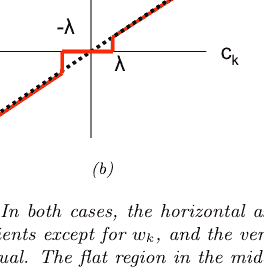 -λ
λ
c_k
(b)
In both cases, the horizontal a
ients except for w_k, and the ver
ual. The flat region in the mid